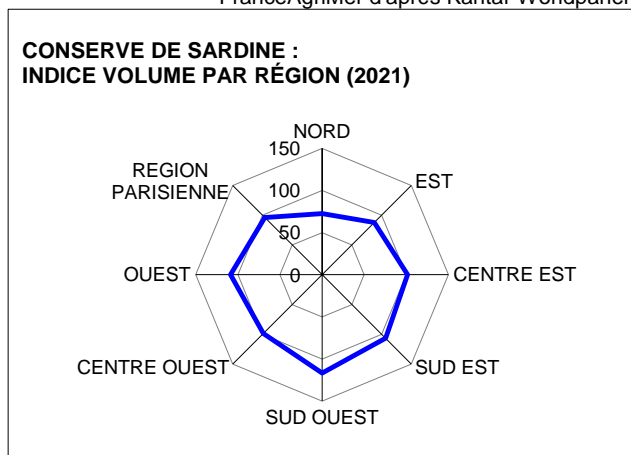 FranceAgriMer d'après Kantar Worldpanel
CONSERVE DE SARDINE :
INDICE VOLUME PAR RÉGION (2021)
NORD
150
REGION
PARISIENNE
EST
100
50
OUEST
0
CENTRE EST
CENTRE OUEST
SUD EST
SUD OUEST